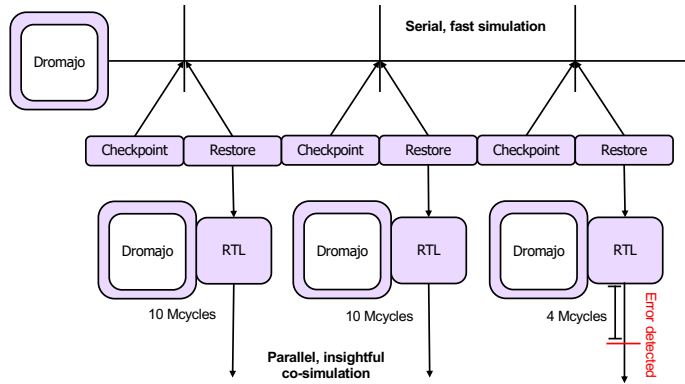 Serial, fast simulation
Dromajo
Checkpoint
Restore
Checkpoint
Restore
Checkpoint
Restore
Dromajo
RTL
Dromajo
RTL
Dromajo
RTL
10 Mcycles
10 Mcycles
4 Mcycles
Error detected
Parallel, insightful
co-simulation